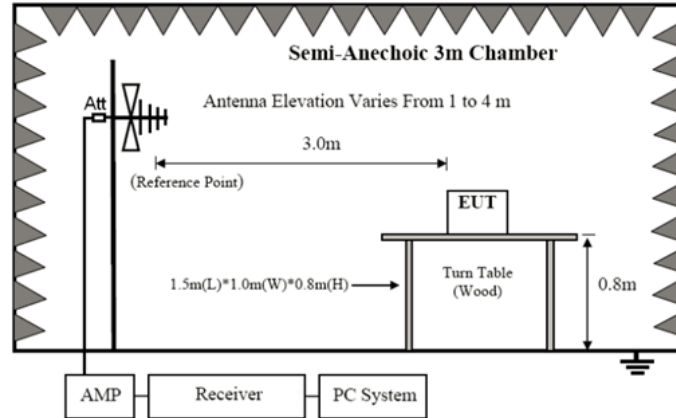 Semi-Anechoic 3m Chamber
Antenna Elevation Varies From 1 to 4 m
Att
3.0m
(Reference Point)
EUT
1.5m(L)*1.0m(W)*0.8m(H)
Turn Table
(Wood)
0.8m
AMP
Receiver
PC System